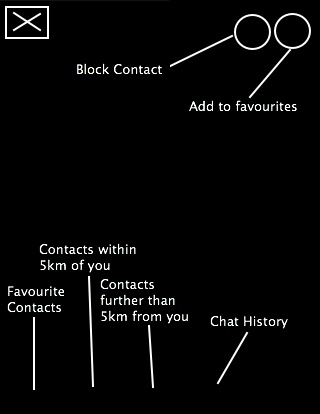 Block Contact
Add to favourites
Contacts within
5km of you
Contacts
further than
5km from you
Favourite
Contacts
Chat History